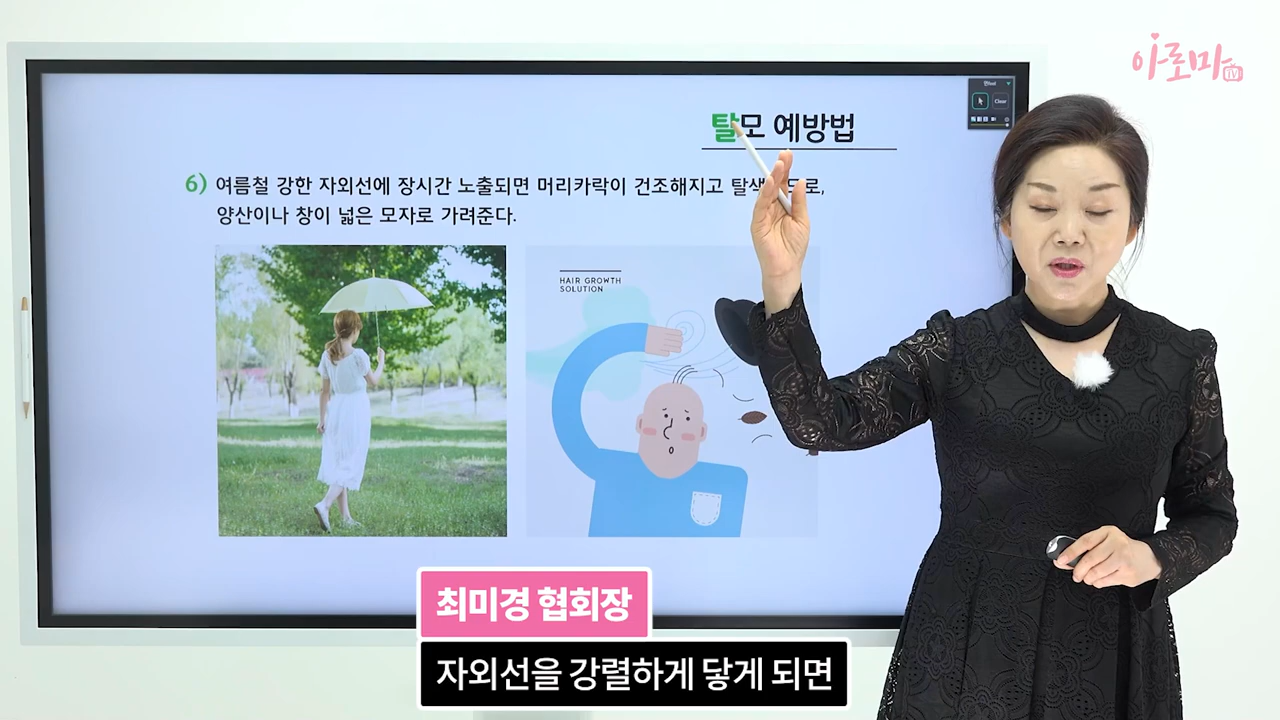 아로마 TV
Clear
탈모 예방법
6) 여름철 강한 자외선에 장시간 노출되면 머리카락이 건조해지고 탈색 로,
양산이나 창이 넓은 모자로 가려준다.
HAIR GROWTH
SOLUTION
최미경 협회장
자외선을 강렬하게 닿게 되면